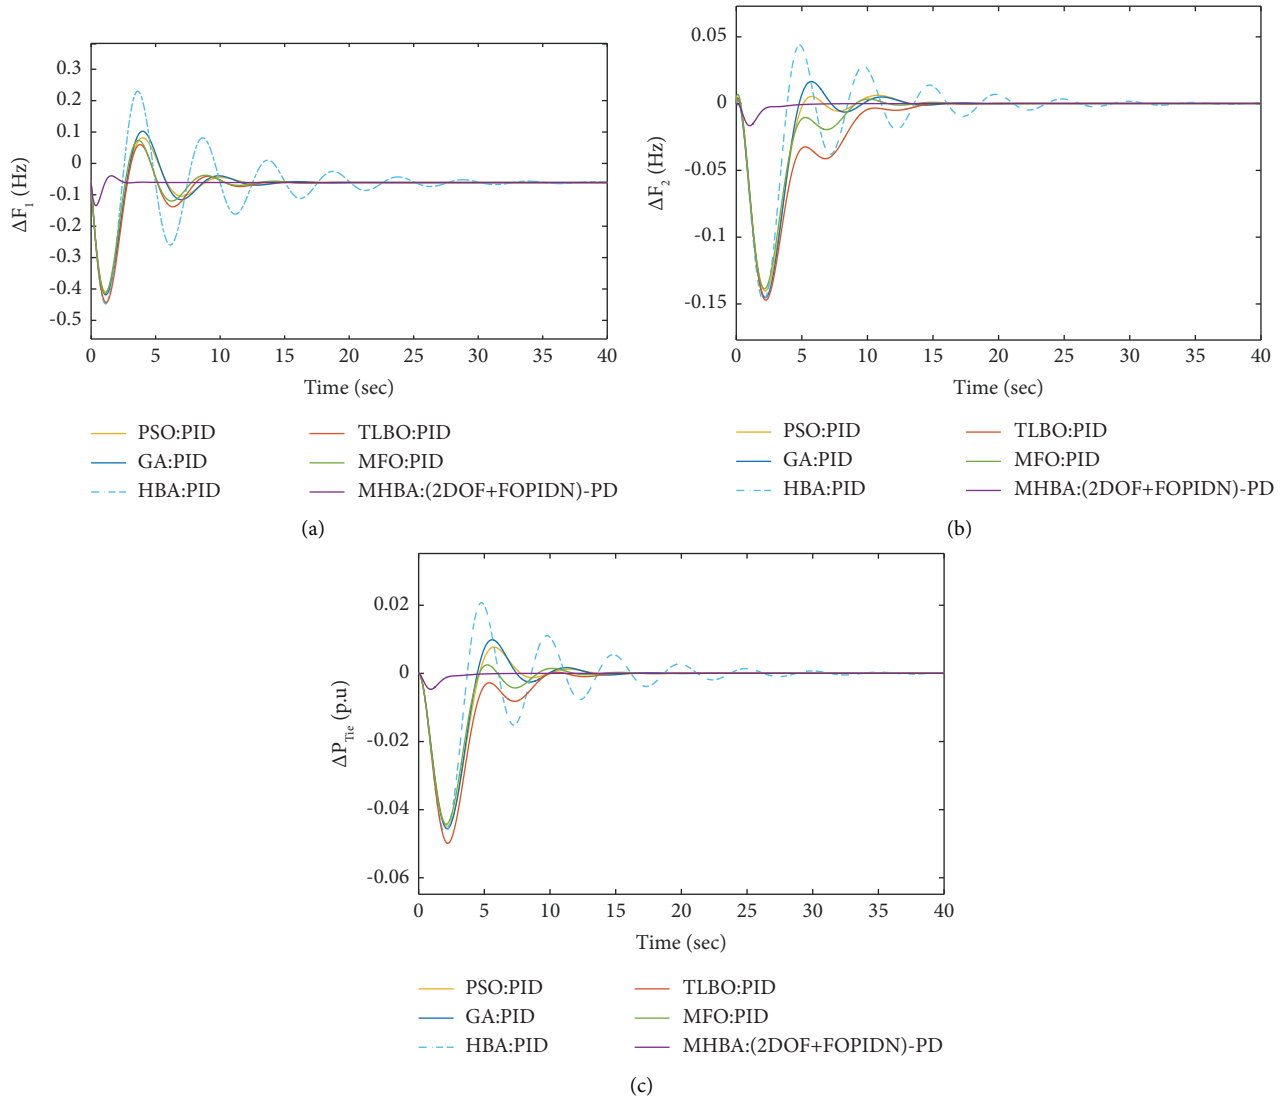 0.3
0.2
0.1
0
-0.1
-0.2
-0.3
-0.4
-0.5
ΔF1 (Hz)
0 5 10 15 20 25 30 35 40
Time (sec)
PSO:PID TLBO:PID
GA:PID MFO:PID
HBA:PID MHBA:(2DOF+FOPIDN)-PD
(a)
0.05
0
-0.05
-0.1
-0.15
ΔF2 (Hz)
0 5 10 15 20 25 30 35 40
Time (sec)
PSO:PID TLBO:PID
GA:PID MFO:PID
HBA:PID MHBA:(2DOF+FOPIDN)-PD
(b)
0.02
0
-0.02
-0.04
-0.06
ΔPTie (p.u)
0 5 10 15 20 25 30 35 40
Time (sec)
PSO:PID TLBO:PID
GA:PID MFO:PID
HBA:PID MHBA:(2DOF+FOPIDN)-PD
(c)